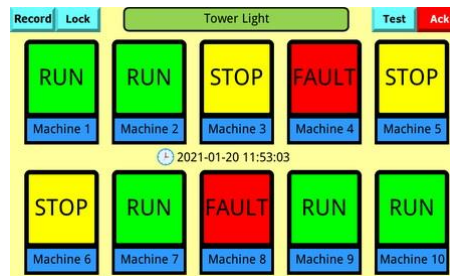 Record Lock Tower Light Test Ack
RUN RUN STOP FAULT STOP
Machine 1 Machine 2 Machine 3 Machine 4 Machine 5
2021-01-20 11:53:03
STOP RUN FAULT RUN RUN
Machine 6 Machine 7 Machine 8 Machine 9 Machine 10